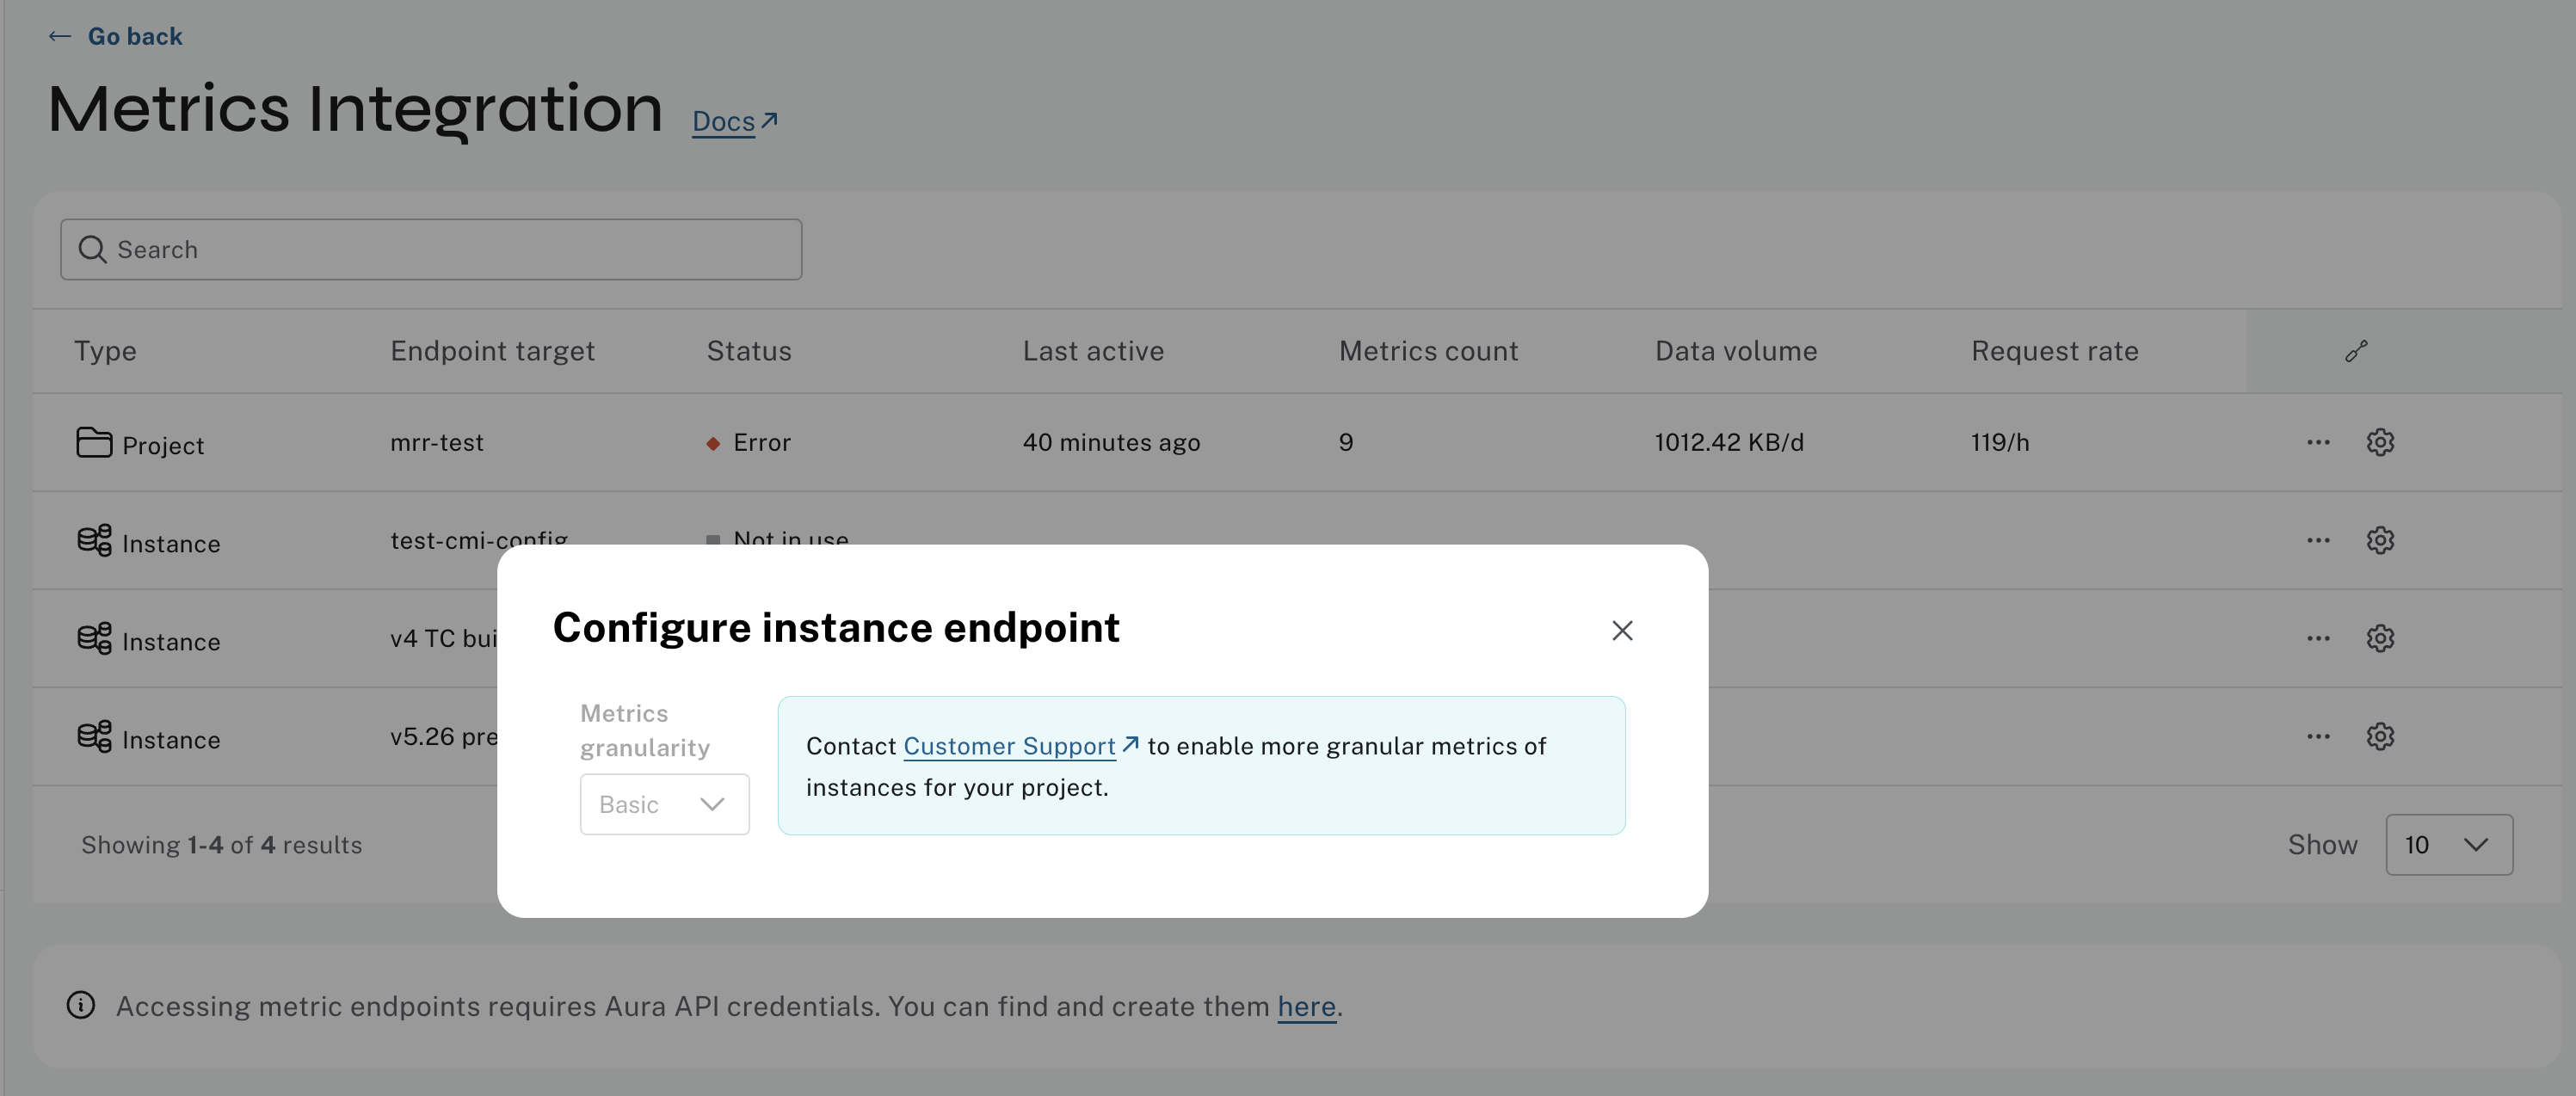 Go back
Metrics Integration Docs
Search
Type Endpoint target Status Last active Metrics count Data volume Request rate
Project mrr-test Error 40 minutes ago 9 1012.42 KB/d 119/h
Instance test-cmi-config Not in use
Instance v4 TC bui
Instance v5.26 pre
Configure instance endpoint
Metrics
granularity
Basic
Contact Customer Support to enable more granular metrics of
instances for your project.
Showing 1-4 of 4 results Show 10
Accessing metric endpoints requires Aura API credentials. You can find and create them here.